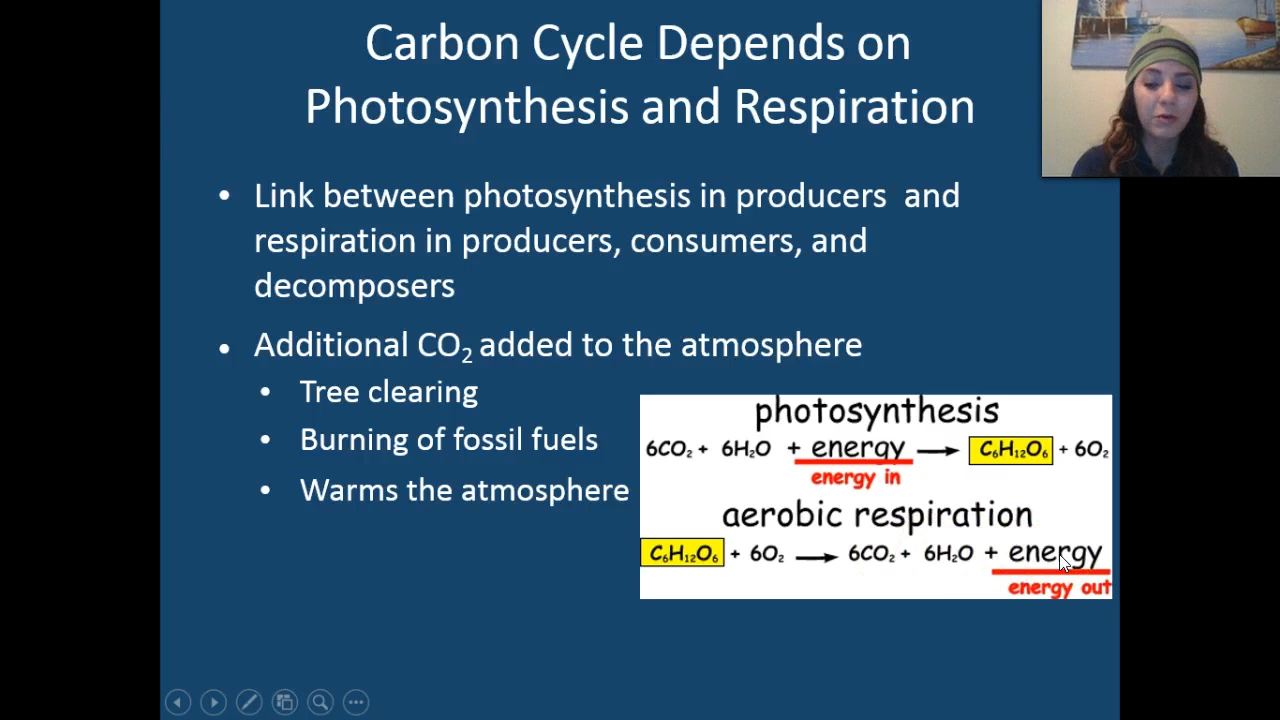 Carbon Cycle Depends on
Photosynthesis and Respiration
• Link between photosynthesis in producers and
respiration in producers, consumers, and
decomposers
• Additional CO₂ added to the atmosphere
• Tree clearing
• Burning of fossil fuels
• Warms the atmosphere
photosynthesis
6CO₂ + 6H₂O + energy → C₆H₁₂O₆ + 6O₂
energy in
aerobic respiration
C₆H₁₂O₆ + 6O₂ → 6CO₂ + 6H₂O + energy
energy out